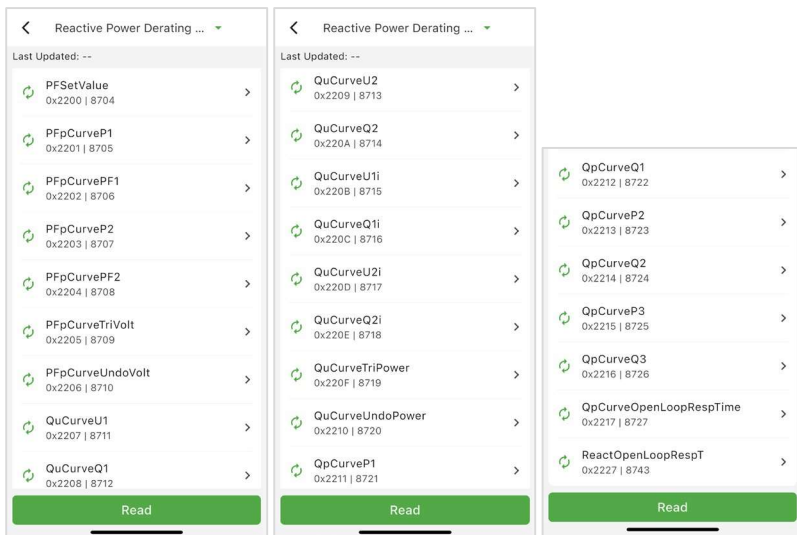 Reactive Power Derating ...
Last Updated: --
PFSetValue
0x2200 | 8704
PFpCurveP1
0x2201 | 8705
PFpCurvePF1
0x2202 | 8706
PFpCurveP2
0x2203 | 8707
PFpCurvePF2
0x2204 | 8708
PFpCurveTriVolt
0x2205 | 8709
PFpCurveUndoVolt
0x2206 | 8710
QuCurveU1
0x2207 | 8711
QuCurveQ1
0x2208 | 8712
Read
Reactive Power Derating ...
Last Updated: --
QuCurveU2
0x2209 | 8713
QuCurveQ2
0x220A | 8714
QuCurveU1i
0x220B | 8715
QuCurveQ1i
0x220C | 8716
QuCurveU2i
0x220D | 8717
QuCurveQ2i
0x220E | 8718
QuCurveTriPower
0x220F | 8719
QuCurveUndoPower
0x2210 | 8720
QpCurveP1
0x2211 | 8721
Read
QpCurveQ1
0x2212 | 8722
QpCurveP2
0x2213 | 8723
QpCurveQ2
0x2214 | 8724
QpCurveP3
0x2215 | 8725
QpCurveQ3
0x2216 | 8726
QpCurveOpenLoopRespTime
0x2217 | 8727
ReactOpenLoopRespT
0x2227 | 8743
Read